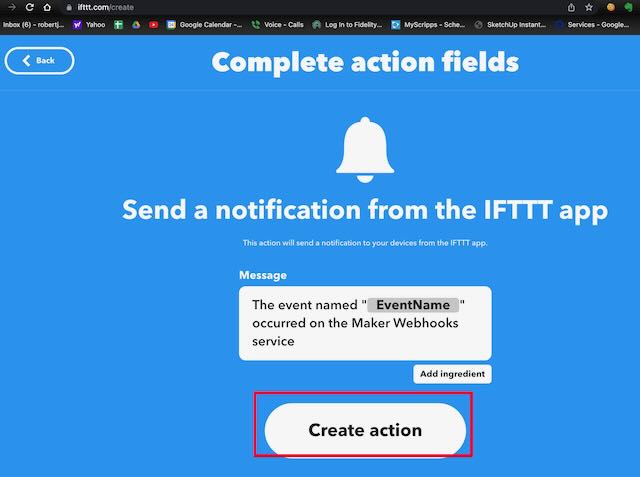 ifttt.com/create
Inbox (6) - robertj... Yahoo Google Calendar -... Voice - Calls Log In to Fidelity... MyScripps - Sche... SketchUp Instant... Services - Google...
Back
Complete action fields
Send a notification from the IFTTT app
This action will send a notification to your devices from the IFTTT app.
Message
The event named " EventName "
occurred on the Maker Webhooks
service
Add ingredient
Create action